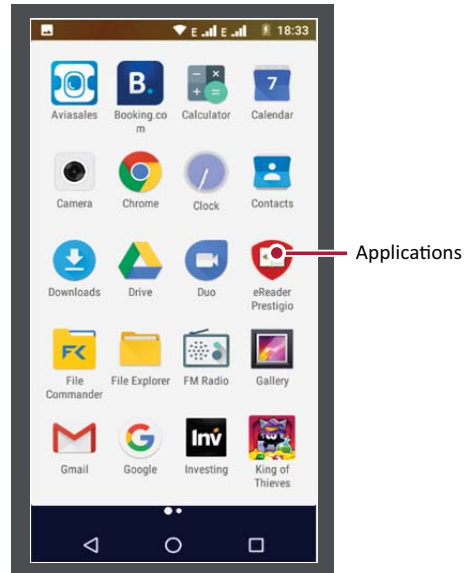 E E 18:33
B.
7
Aviasales Booking.co
m Calculator Calendar
Camera Chrome Clock Contacts
Applications
Downloads Drive Duo eReader
Prestigio
FK
File
Commander File Explorer FM Radio Gallery
G
Inv
Gmail Google Investing King of
Thieves